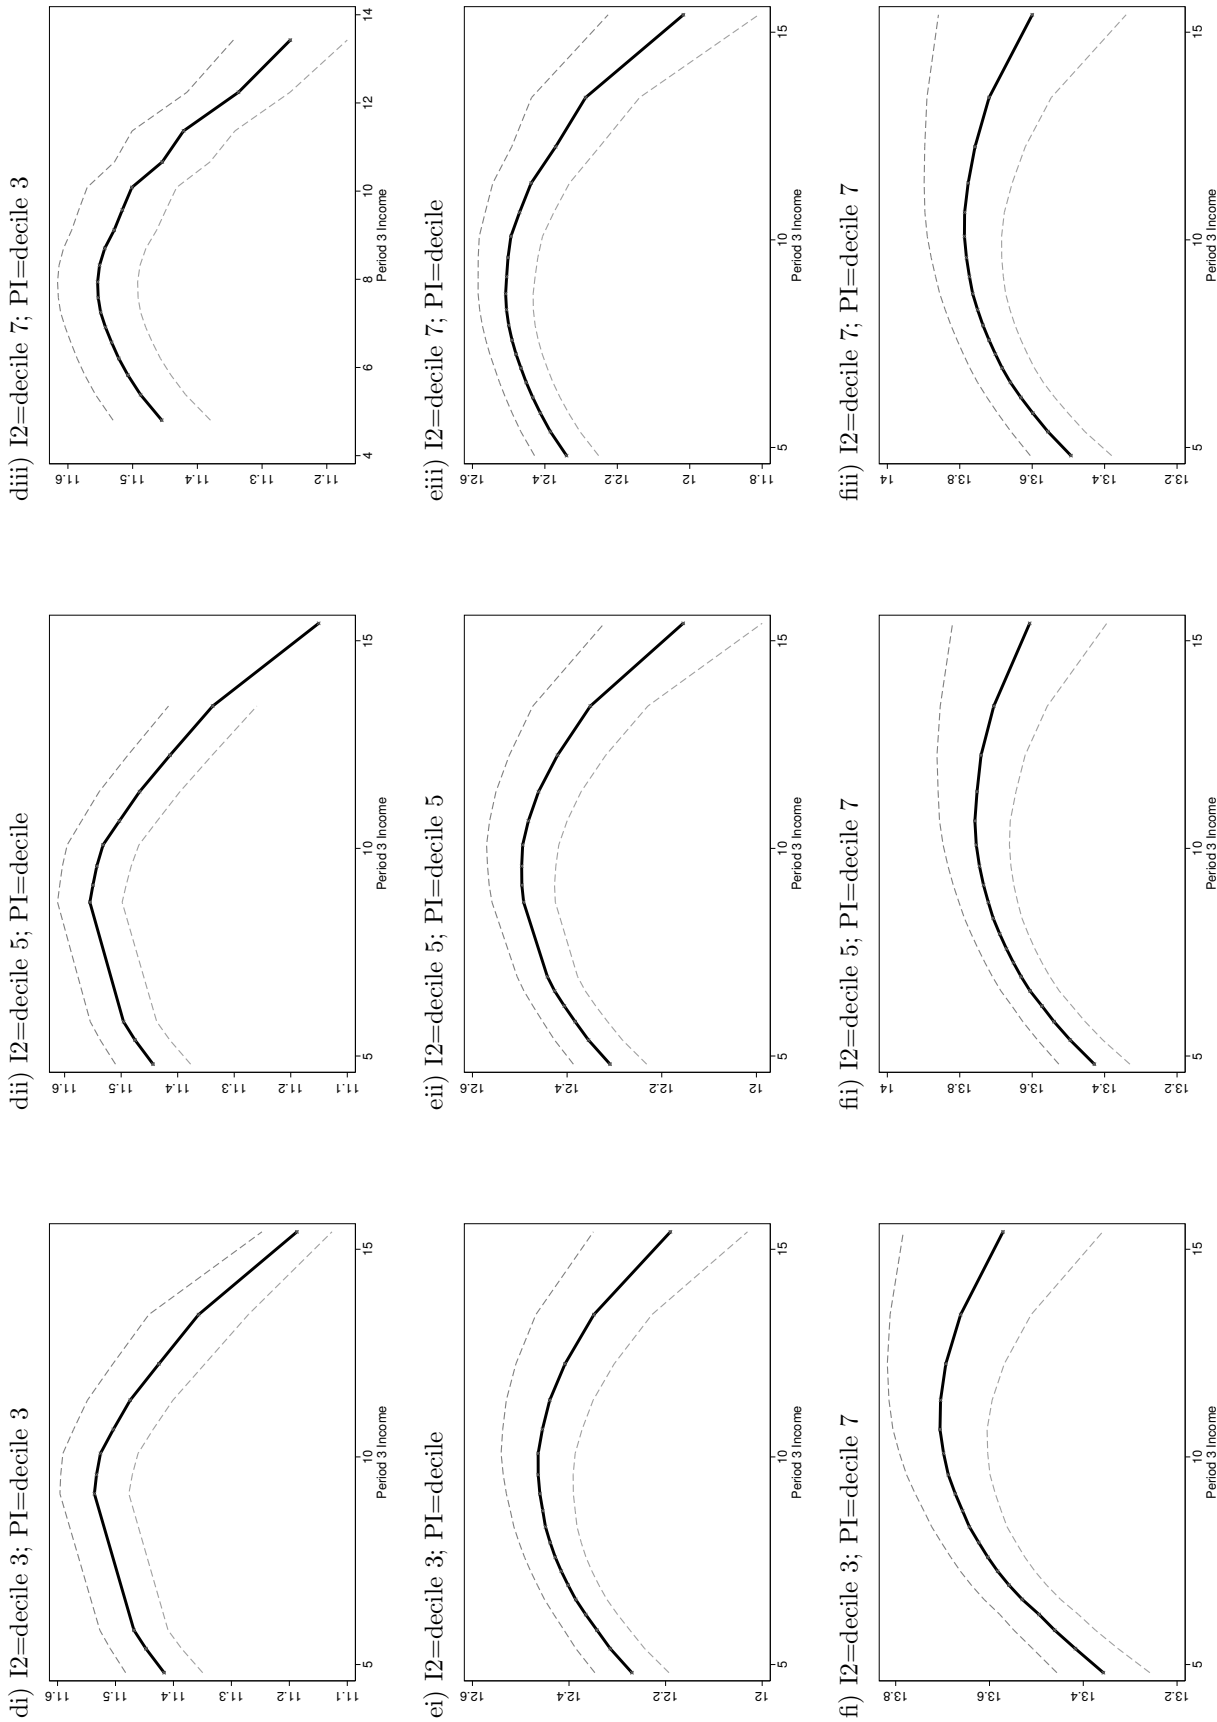 di) I2=decile 3; PI=decile 3
11.6
11.5
11.4
11.3
11.2
11.1
5 10 15
Period 3 Income
dii) I2=decile 5; PI=decile
11.6
11.5
11.4
11.3
11.2
11.1
5 10 15
Period 3 Income
diii) I2=decile 7; PI=decile 3
11.6
11.5
11.4
11.3
11.2
4 6 8 10 12 14
Period 3 Income
ei) I2=decile 3; PI=decile
12.6
12.4
12.2
12
5 10 15
Period 3 Income
eii) I2=decile 5; PI=decile 5
12.6
12.4
12.2
12
5 10 15
Period 3 Income
eiii) I2=decile 7; PI=decile
12.6
12.4
12.2
12
11.8
5 10 15
Period 3 Income
fi) I2=decile 3; PI=decile 7
13.8
13.6
13.4
13.2
5 10 15
Period 3 Income
fii) I2=decile 5; PI=decile 7
14
13.8
13.6
13.4
13.2
5 10 15
Period 3 Income
fiii) I2=decile 7; PI=decile 7
14
13.8
13.6
13.4
13.2
5 10 15
Period 3 Income